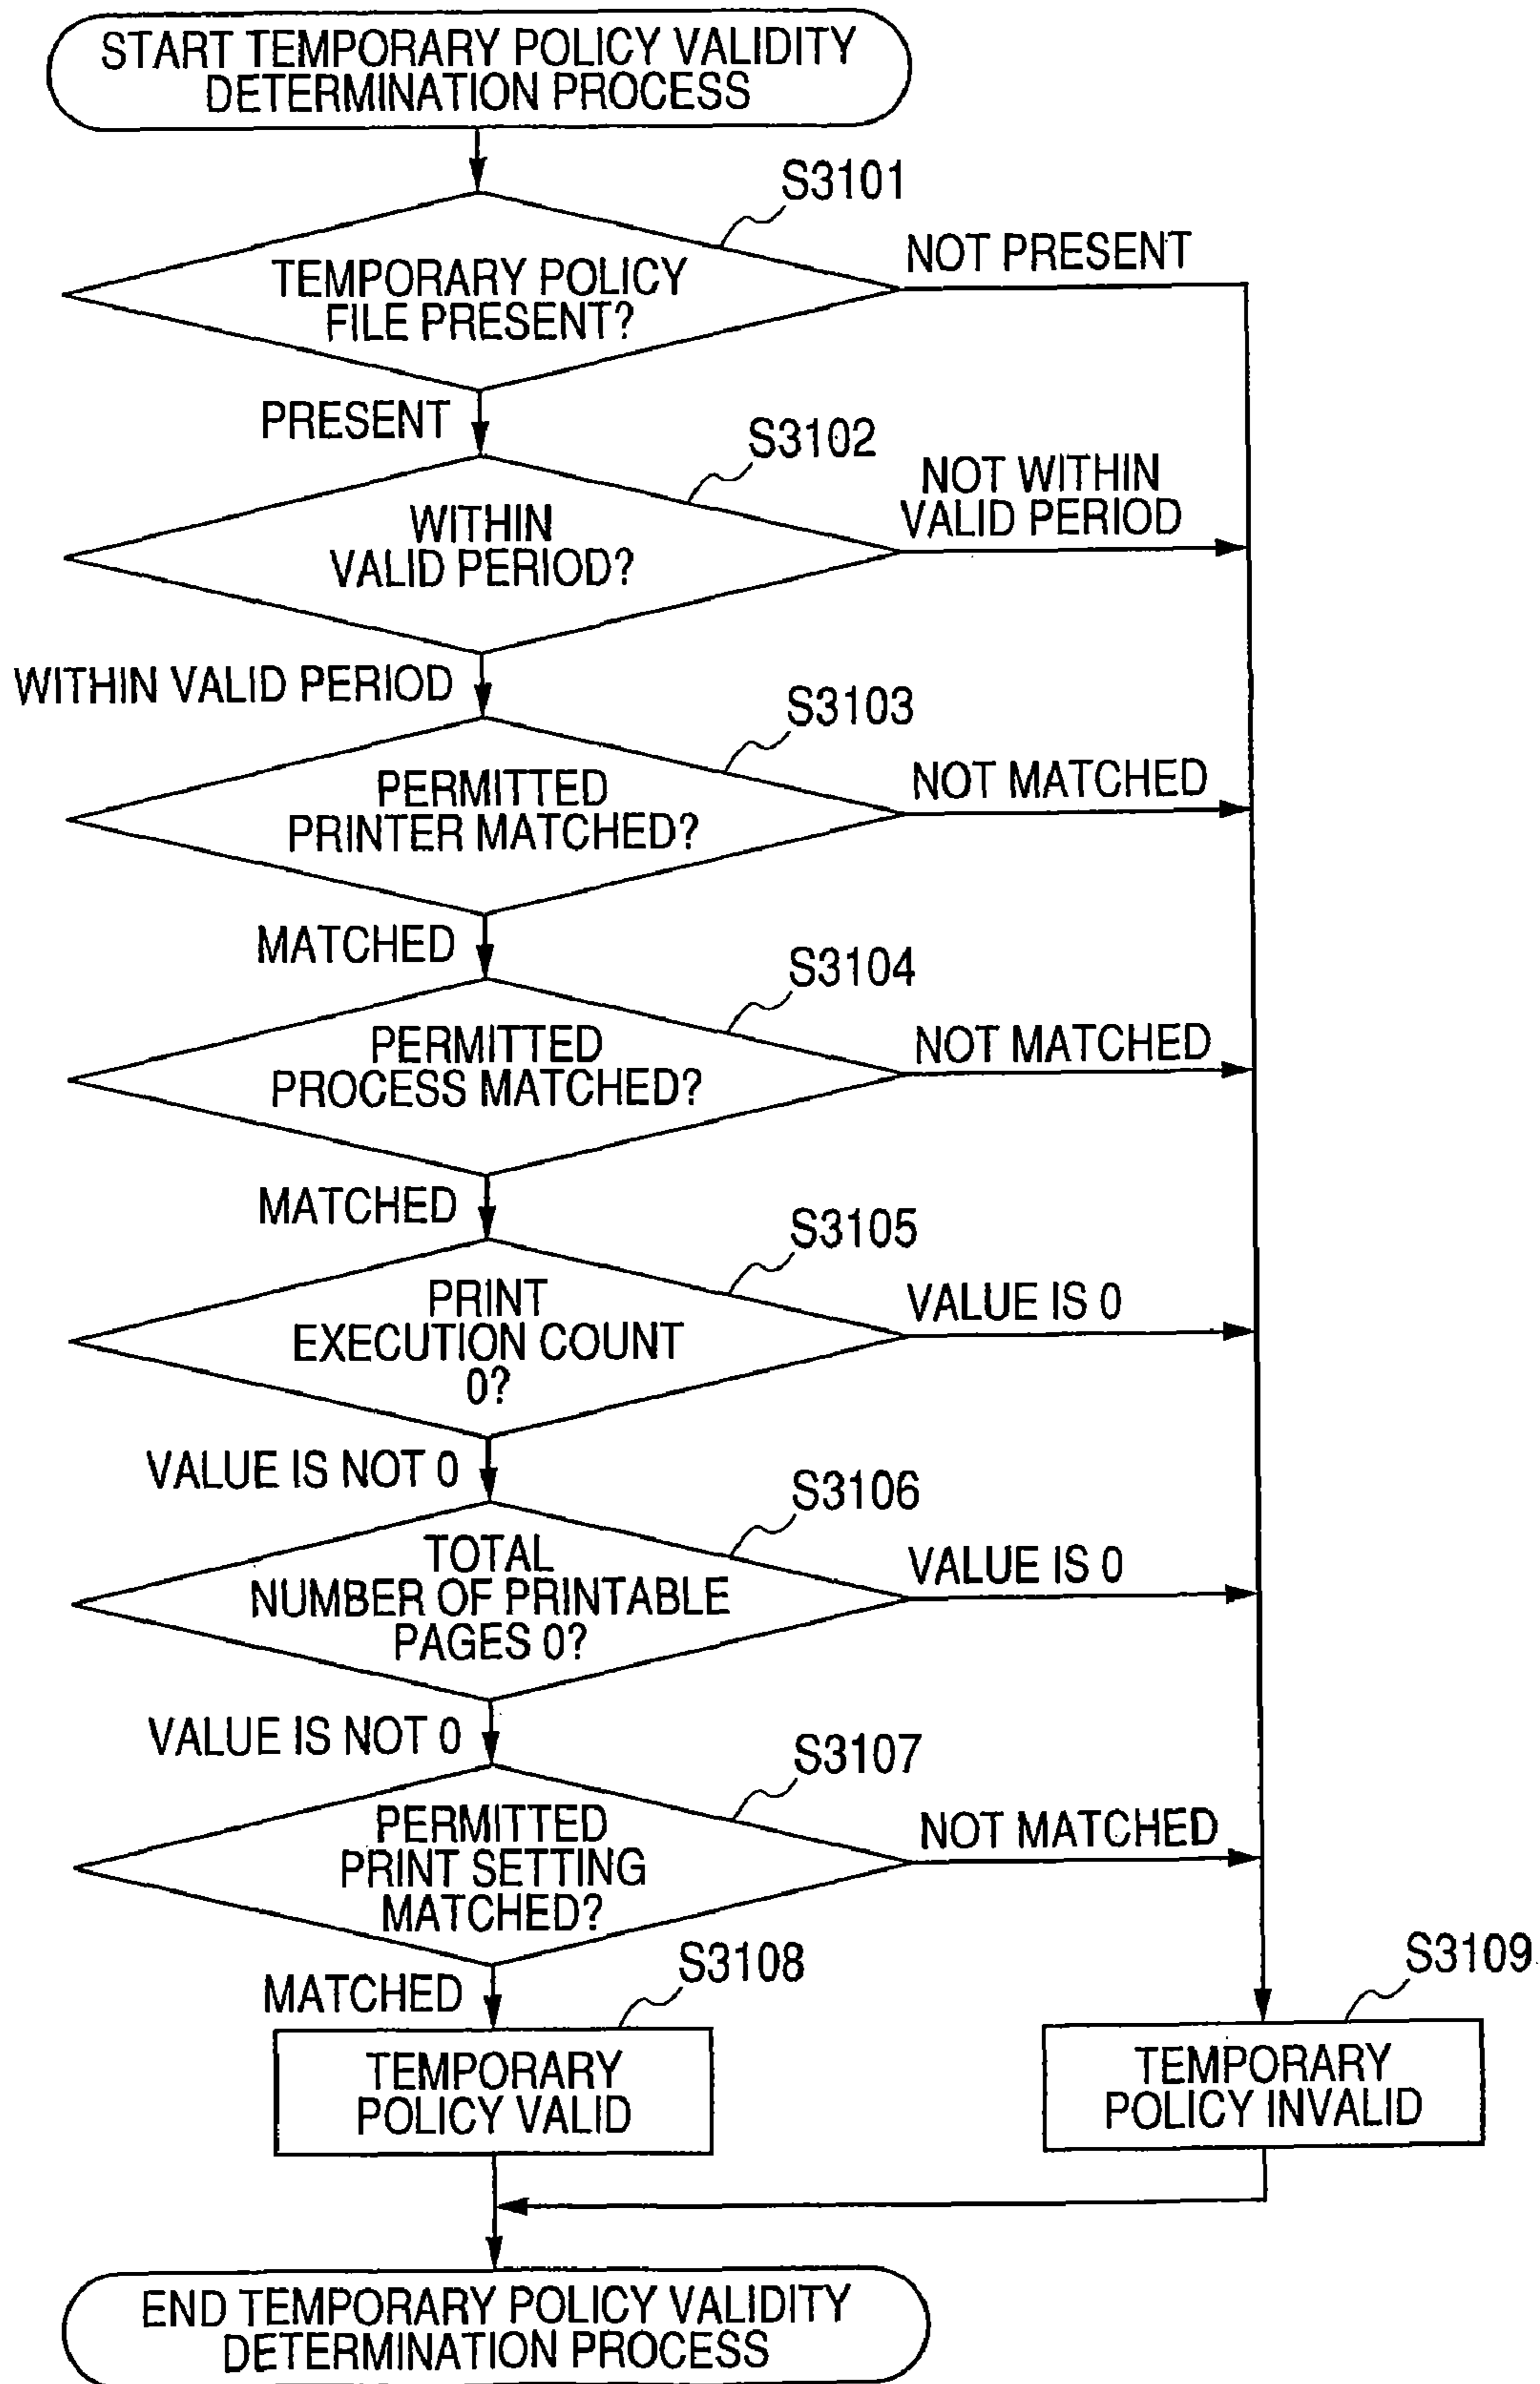 START TEMPORARY POLICY VALIDITY
DETERMINATION PROCESS
S3101
TEMPORARY POLICY
FILE PRESENT?
NOT PRESENT
PRESENT
S3102
WITHIN
VALID PERIOD?
NOT WITHIN
VALID PERIOD
WITHIN VALID PERIOD
S3103
PERMITTED
PRINTER MATCHED?
NOT MATCHED
MATCHED
S3104
PERMITTED
PROCESS MATCHED?
NOT MATCHED
MATCHED
S3105
PRINT
EXECUTION COUNT
0?
VALUE IS 0
VALUE IS NOT 0
S3106
TOTAL
NUMBER OF PRINTABLE
PAGES 0?
VALUE IS 0
VALUE IS NOT 0
S3107
PERMITTED
PRINT SETTING
MATCHED?
NOT MATCHED
MATCHED
S3108
TEMPORARY
POLICY VALID
S3109
TEMPORARY
POLICY INVALID
END TEMPORARY POLICY VALIDITY
DETERMINATION PROCESS